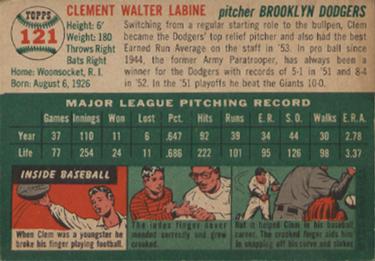 TOPPS
121
CLEMENT WALTER LABINE pitcher BROOKLYN DODGERS
Height: 6'
Weight: 180
Throws Right
Bats Right
Home: Woonsocket, R. I.
Born: August 6, 1926
Switching from a regular starting role to the bullpen, Clem
became the Dodgers' top relief pitcher and also had the best
Earned Run Average on the staff in '53. In pro ball since
1944, the former Army Paratrooper, has always been a
winner for the Dodgers with records of 5-1 in '51 and 8-4
in '52. In the '51 playoffs he beat the Giants 10-0.
MAJOR LEAGUE PITCHING RECORD
Games Innings Won Lost Pct. Hits Runs E.R. S.O. Walks E.R.A.
Year 37 110 11 6 .647 92 39 34 44 30 2.78
Life 77 254 24 11 .686 222 101 95 126 98 3.37
INSIDE BASEBALL
When Clem was a youngster he
broke his finger playing football.
The index finger never
mended correctly and grew
crooked.
But it helped Clem in his baseball
career. The crooked finger aids him
in snapping off his curve and sinker.